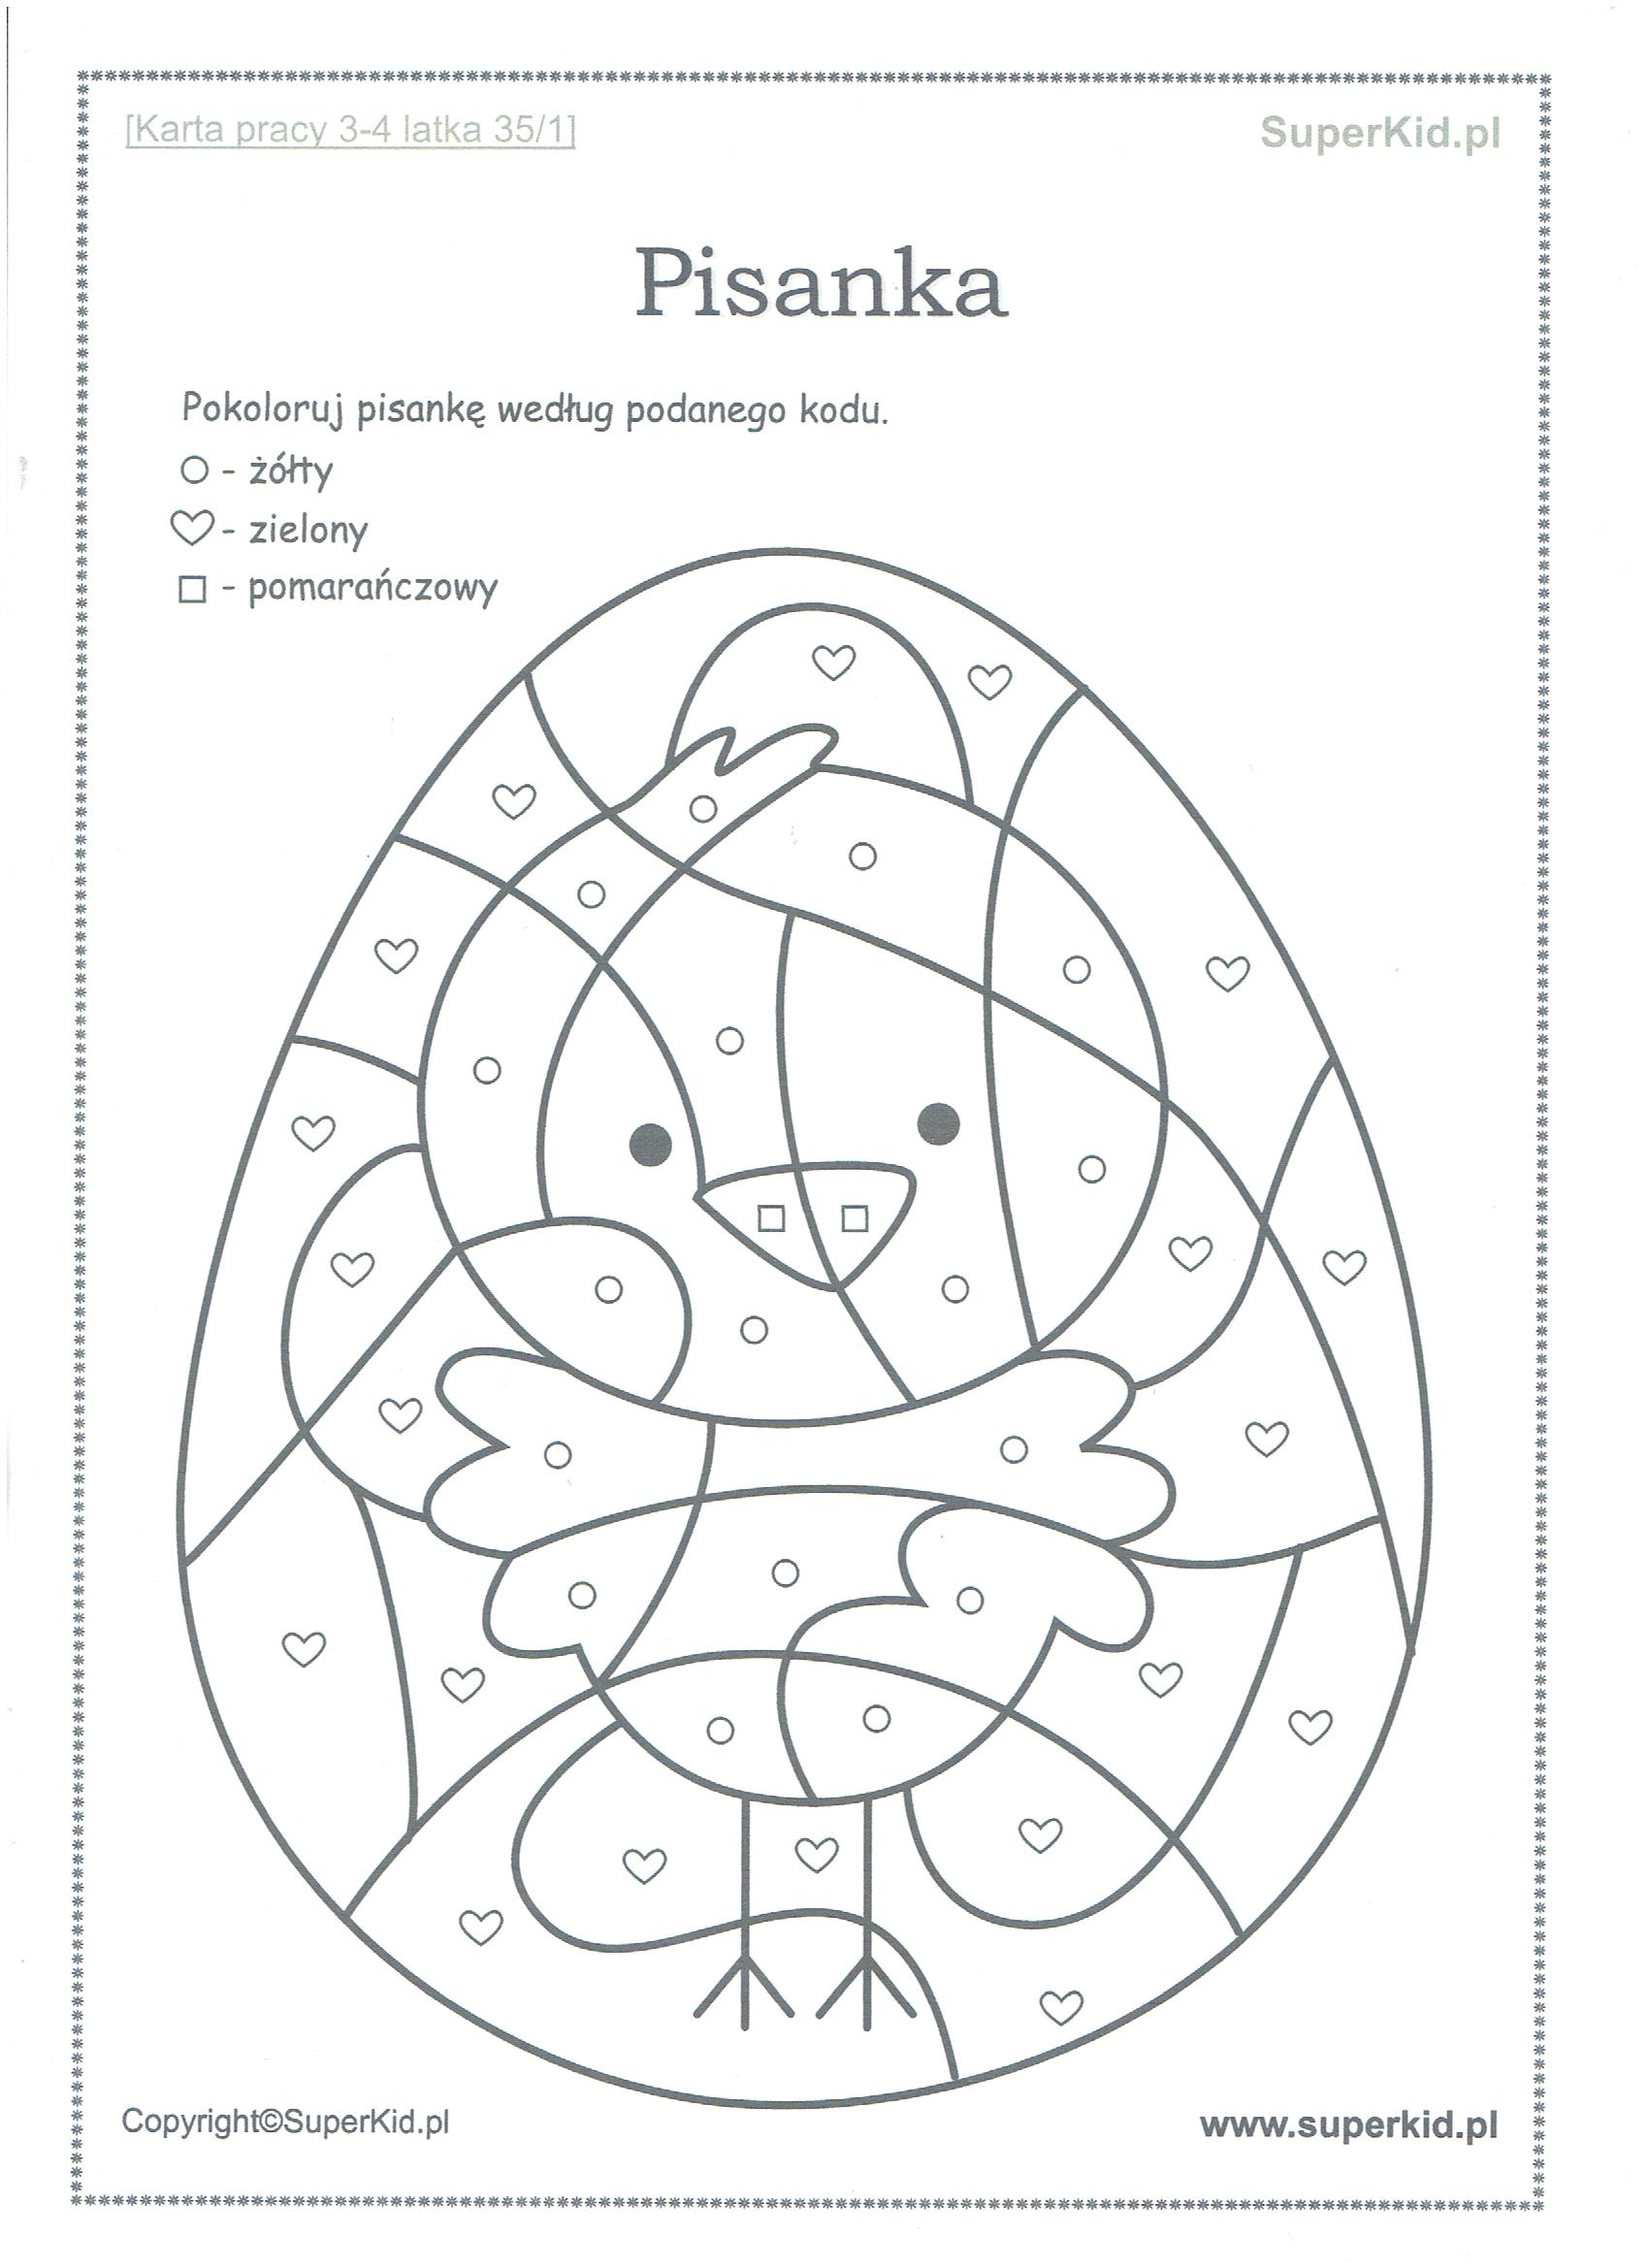 [Karta pracy 3-4 latka 35/1]
SuperKid.pl
Pisanka
Pokoloruj pisankę według podanego kodu.
- żółty
- zielony
- pomarańczowy
Copyright©SuperKid.pl
www.superkid.pl